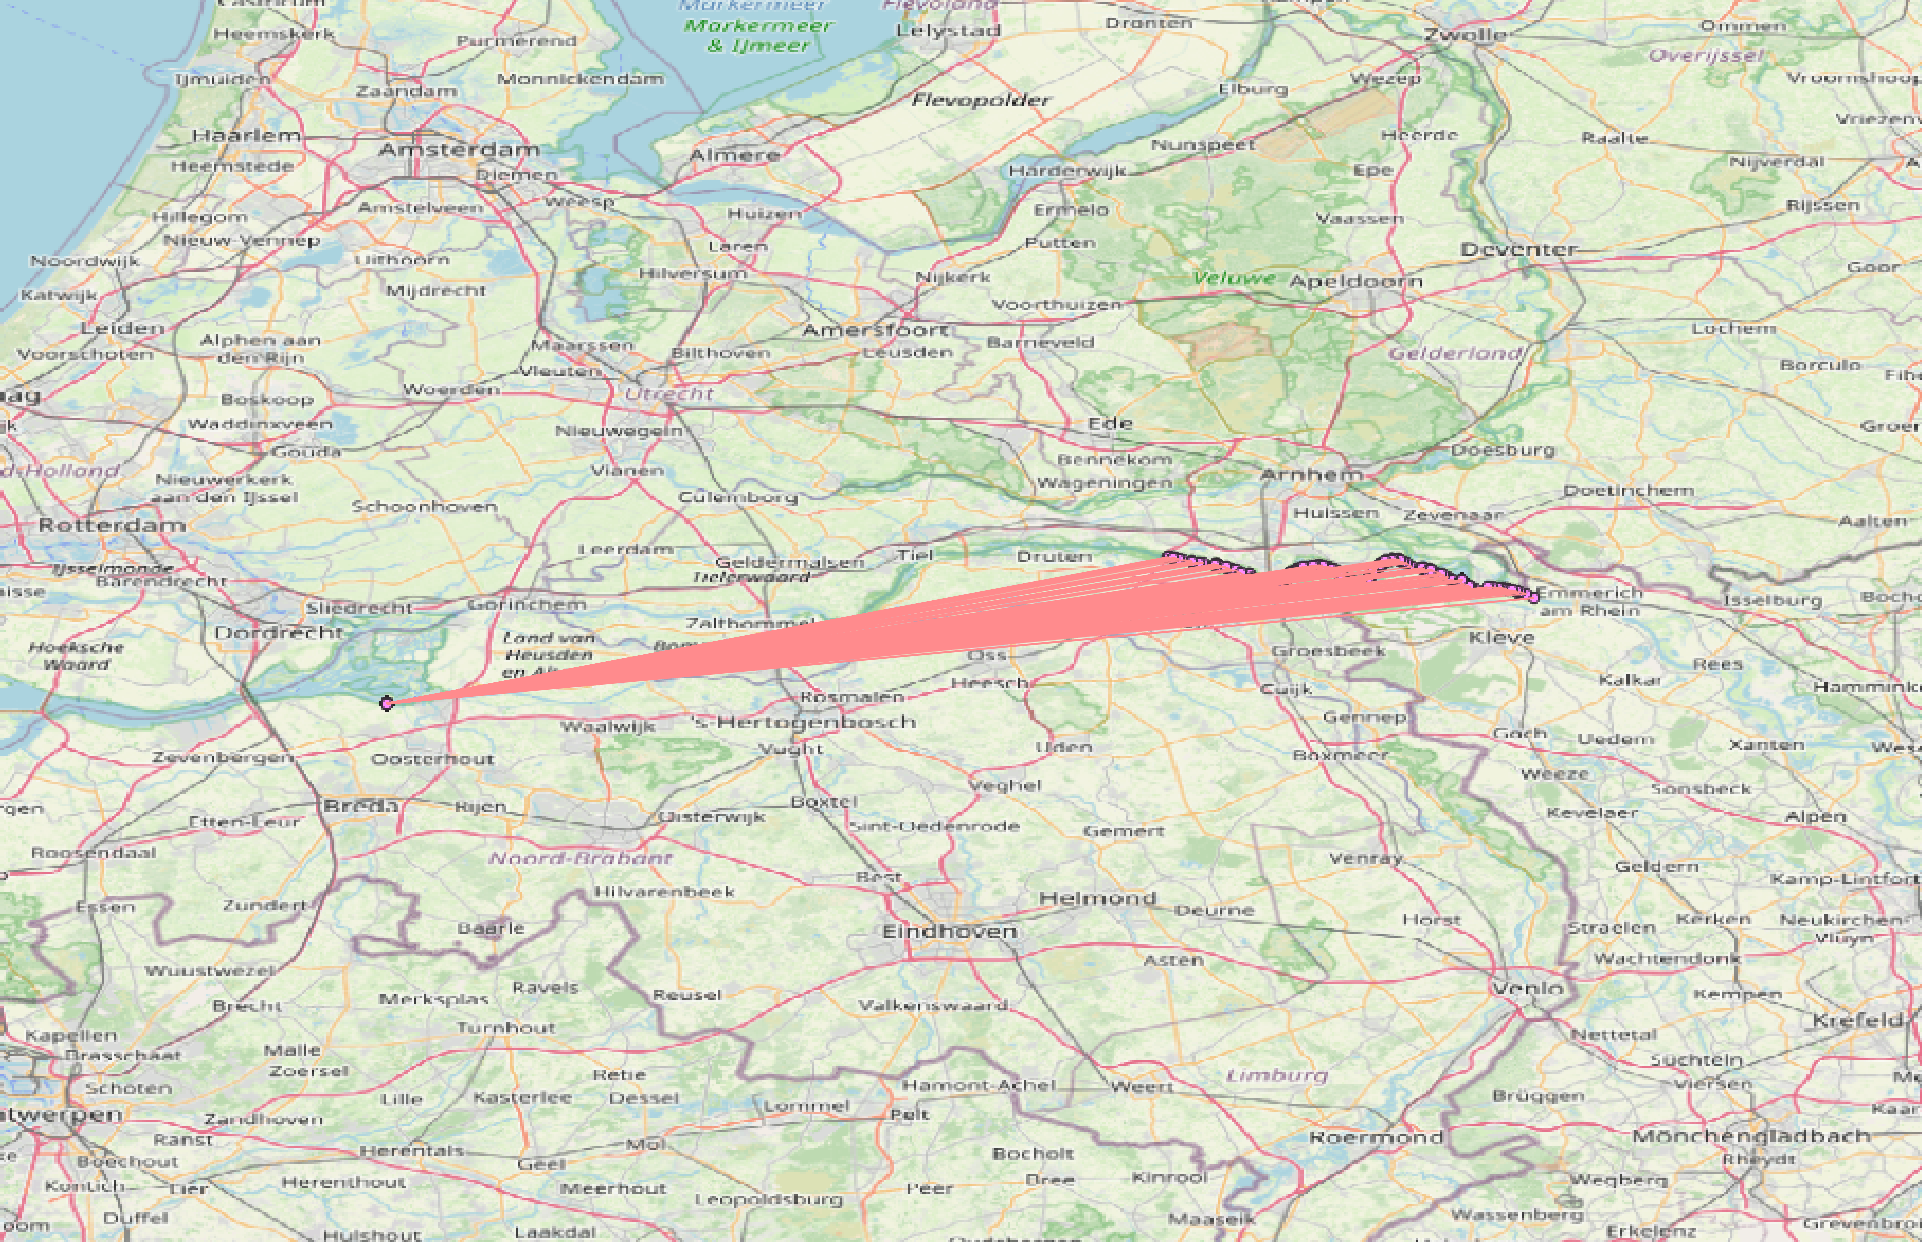 Castricum
Markermeer
Flevoland
Heemskerk
Purmerend
Markermeer
& IJmeer
Lelystad
Dronten
Zwolle
Ommen
Overijssel
IJmuiden
Zaandam
Monnickendam
Flevopolder
Elburg
Wezep
Vroomshoop
Haarlem
Amsterdam
Almere
Harderwijk
Nunspeet
Heerde
Raalte
Vriezenv
Heemstede
Diemen
Epe
Nijverdal
Hillegom
Amstelveen
Weesp
Huizen
Ermelo
Vaassen
Rijssen
Nieuw-Vennep
Laren
Putten
Deventer
Noordwijk
Uithoorn
Hilversum
Nijkerk
Veluwe
Apeldoorn
Goor
Katwijk
Mijdrecht
Voorthuizen
Leiden
Alphen aan
den Rijn
Maarssen
Amersfoort
Barneveld
Lochem
Voorschoten
Vleuten
Bilthoven
Leusden
Gelderland
Borculo
Woerden
Utrecht
aag
Boskoop
Waddinxveen
Nieuwegein
Ede
Groen
Gouda
Vianen
Bennekom
Arnhem
Doesburg
d-Holland
Nieuwerkerk
aan den IJssel
Schoonhoven
Culemborg
Wageningen
Doetinchem
Rotterdam
Huissen
Zevenaar
Aalten
Leerdam
Geldermalsen
Tielerwaard
Tiel
Druten
IJsselmonde
Barendrecht
Sliedrecht
Gorinchem
Emmerich
am Rhein
Isselburg
Dordrecht
Zaltbommel
Kleve
Hoeksche
Waard
Land van
Heusden
Oss
Groesbeek
Rees
Rosmalen
Heesch
Cuijk
Kalkar
Waalwijk
's-Hertogenbosch
Gennep
Goch
Uedem
Xanten
Zevenbergen
Oosterhout
Vught
Uden
Boxmeer
Weeze
Sonsbeck
Breda
Rijen
Boxtel
Veghel
Kevelaer
Alpen
Etten-Leur
Oisterwijk
Sint-Oedenrode
Gemert
Roosendaal
Noord-Brabant
Venray
Geldern
Kamp-Lintfort
Essen
Zundert
Hilvarenbeek
Best
Helmond
Deurne
Horst
Straelen
Kerken
Neukirchen-
Vluyn
Baarle
Eindhoven
Wuustwezel
Asten
Wachtendonk
Brecht
Merksplas
Ravels
Reusel
Valkenswaard
Venlo
Kempen
Krefeld
Kapellen
Turnhout
Nettetal
Brasschaat
Malle
Zoersel
Süchteln
Viersen
Schoten
Lille
Kasterlee
Retie
Dessel
Hamont-Achel
Weert
Limburg
Brüggen
twerpen
Zandhoven
Lommel
Pelt
Roermond
Mönchengladbach
Rheydt
Ranst
Herentals
Mol
Boechout
Geel
Bocholt
Kontich
Lier
Herenthout
Meerhout
Leopoldsburg
Peer
Bree
Kinrooi
Wegberg
Duffel
Hulshout
Laakdal
Maaseik
Wassenberg
Erkelenz
Grevenbroi